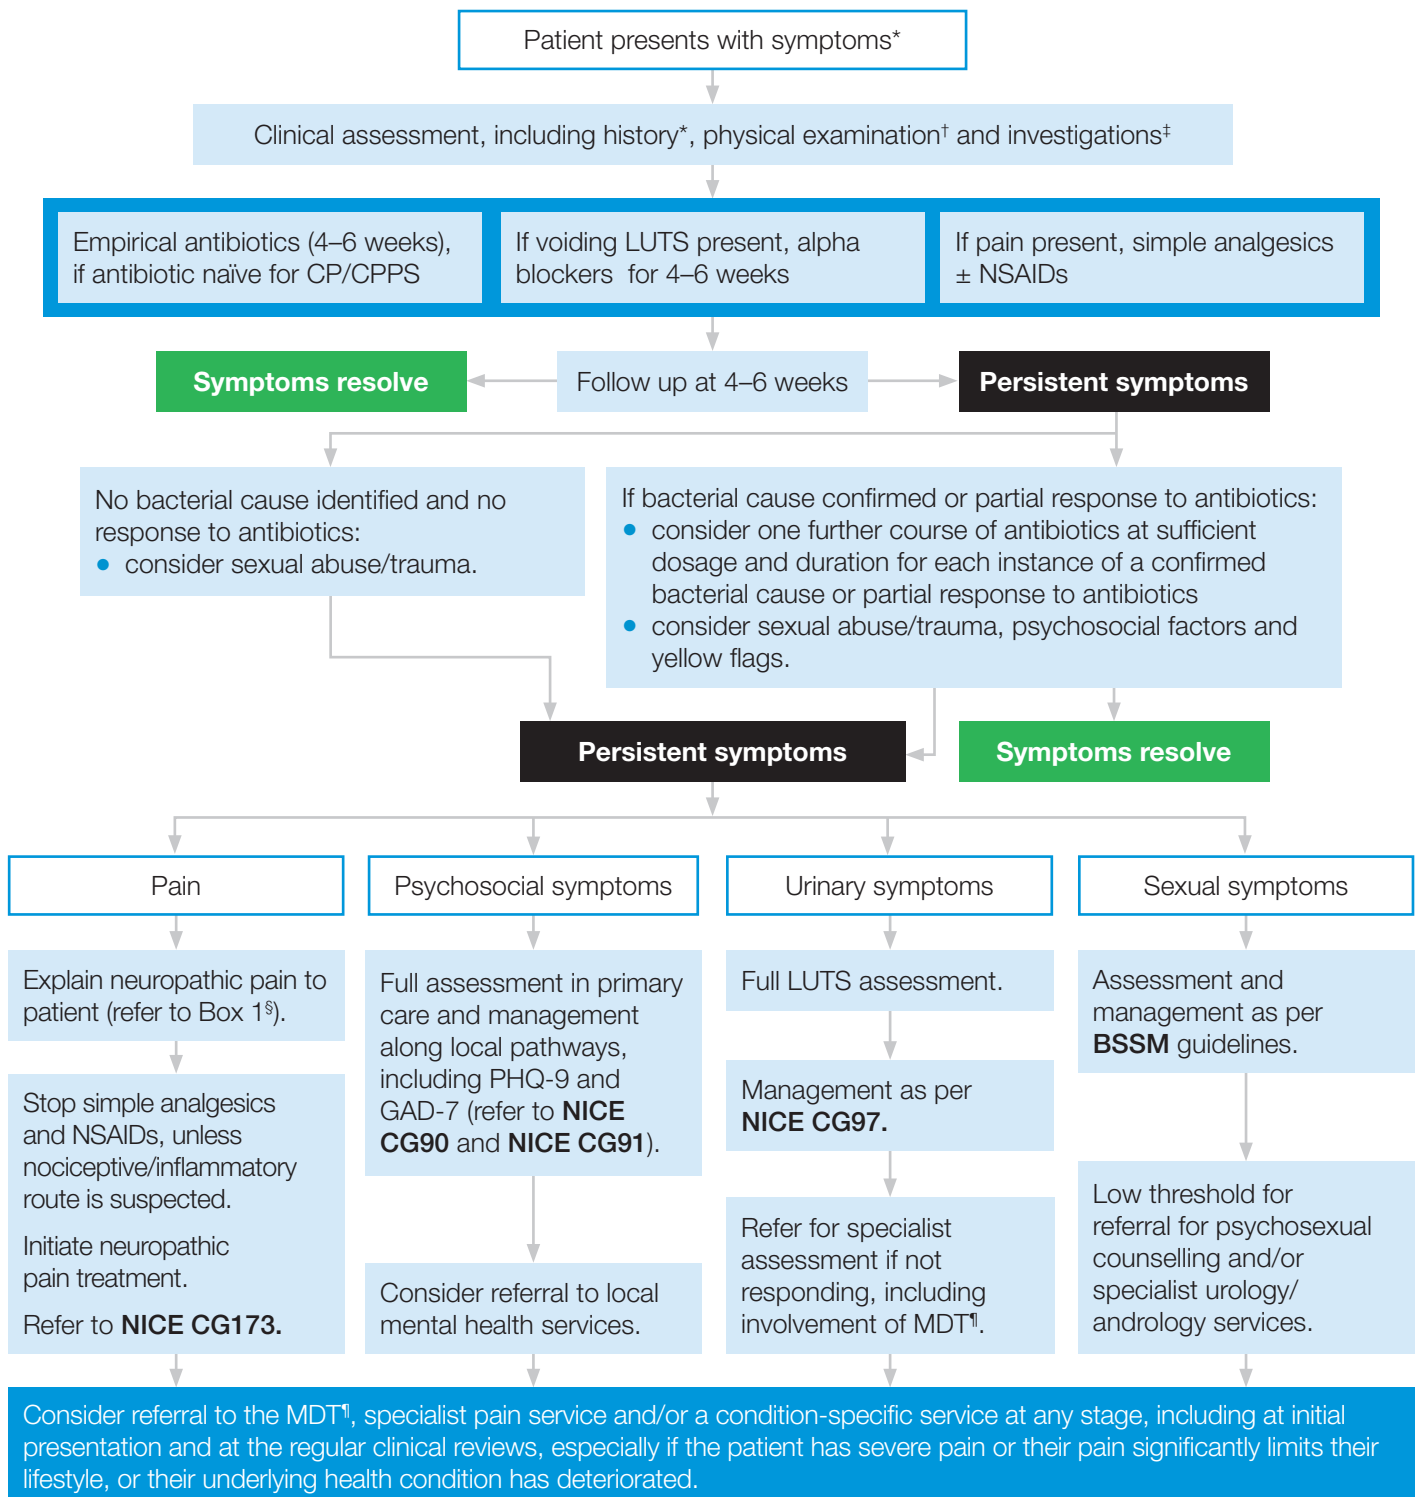 Patient presents with symptoms*
Clinical assessment, including history*, physical examination† and investigations‡
Empirical antibiotics (4–6 weeks),
if antibiotic naïve for CP/CPPS
If voiding LUTS present, alpha
blockers for 4–6 weeks
If pain present, simple analgesics
± NSAIDs
Symptoms resolve
Follow up at 4–6 weeks
Persistent symptoms
No bacterial cause identified and no
response to antibiotics:
• consider sexual abuse/trauma.
If bacterial cause confirmed or partial response to antibiotics:
• consider one further course of antibiotics at sufficient
dosage and duration for each instance of a confirmed
bacterial cause or partial response to antibiotics
• consider sexual abuse/trauma, psychosocial factors and
yellow flags.
Persistent symptoms
Symptoms resolve
Pain
Psychosocial symptoms
Urinary symptoms
Sexual symptoms
Explain neuropathic pain to
patient (refer to Box 1§).
Stop simple analgesics
and NSAIDs, unless
nociceptive/inflammatory
route is suspected.
Initiate neuropathic
pain treatment.
Refer to NICE CG173.
Full assessment in primary
care and management
along local pathways,
including PHQ-9 and
GAD-7 (refer to NICE
CG90 and NICE CG91).
Consider referral to local
mental health services.
Full LUTS assessment.
Management as per
NICE CG97.
Refer for specialist
assessment if not
responding, including
involvement of MDT¶.
Assessment and
management as per
BSSM guidelines.
Low threshold for
referral for psychosexual
counselling and/or
specialist urology/
andrology services.
Consider referral to the MDT¶, specialist pain service and/or a condition-specific service at any stage, including at initial
presentation and at the regular clinical reviews, especially if the patient has severe pain or their pain significantly limits their
lifestyle, or their underlying health condition has deteriorated.